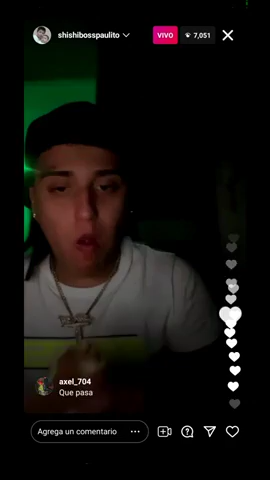 shishibosspaulito
VIVO
7,051
axel_704
Que pasa
Agrega un comentario